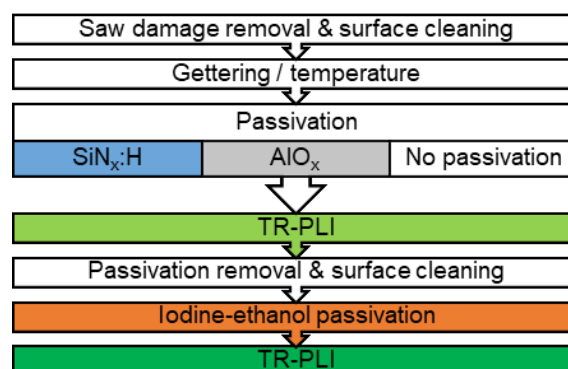 Saw damage removal & surface cleaning
Gettering / temperature
Passivation
SiNₓ:H AlOₓ No passivation
TR-PLI
Passivation removal & surface cleaning
Iodine-ethanol passivation
TR-PLI